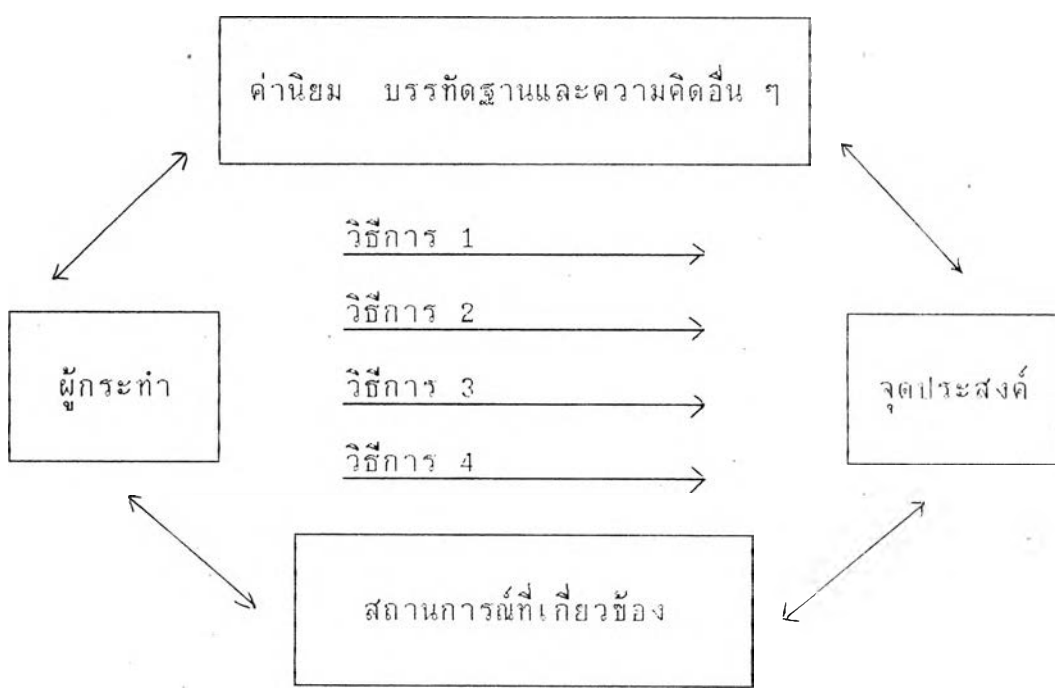 ค่านิยม บรรทัดฐานและความคิดอื่น ๆ
วิธีการ 1
วิธีการ 2
วิธีการ 3
วิธีการ 4
ผู้กระทำ
จุดประสงค์
สถานการณ์ที่เกี่ยวข้อง